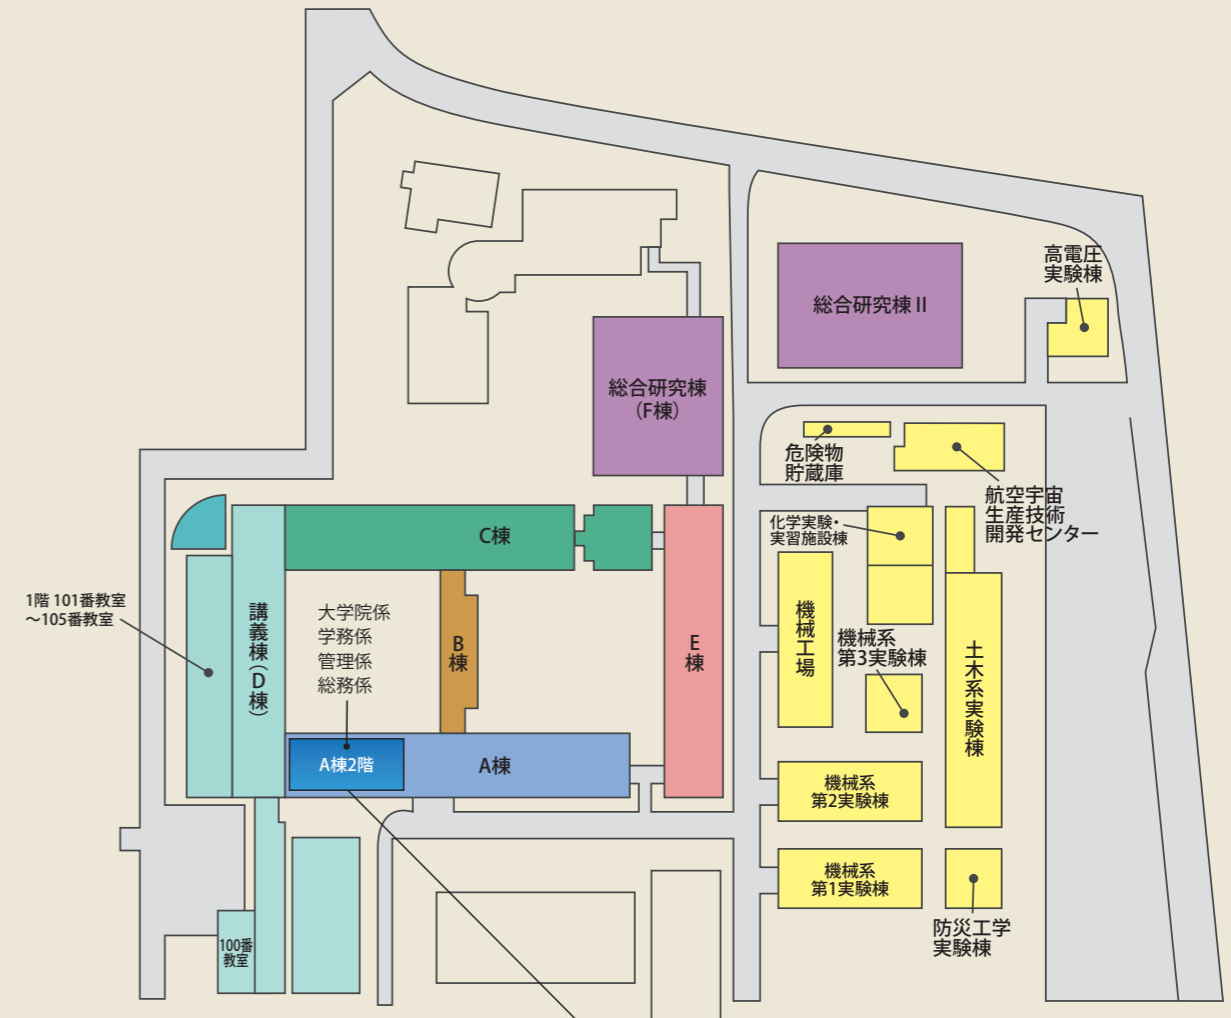 高電圧
実験棟
総合研究棟Ⅱ
総合研究棟
（F棟）
危険物
貯蔵庫
航空宇宙
生産技術
開発センター
化学実験・
実習施設棟
C棟
1階 101番教室
～105番教室
講義棟（D棟）
大学院係
学務係
管理係
総務係
B棟
E棟
機械工場
機械系
第3実験棟
土木系実験棟
A棟2階
A棟
機械系
第2実験棟
機械系
第1実験棟
防災工学
実験棟
100番
教室